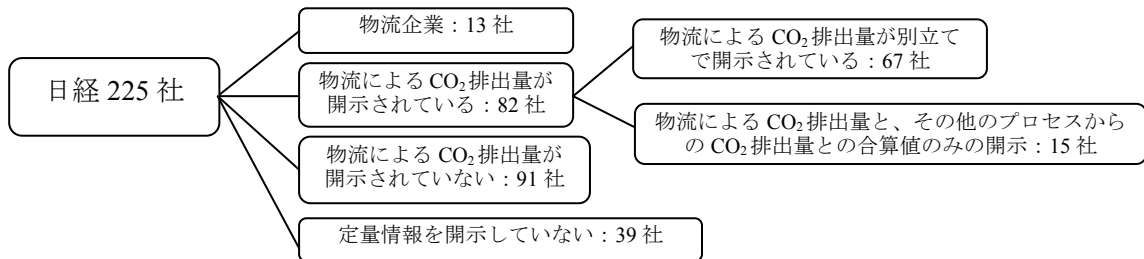 日経 225 社
物流企業：13 社
物流による CO₂ 排出量が
開示されている：82 社
物流による CO₂ 排出量が別立て
で開示されている：67 社
物流による CO₂ 排出量と、その他のプロセスから
の CO₂ 排出量との合算値のみの開示：15 社
物流による CO₂ 排出量が
開示されていない：91 社
定量情報を開示していない：39 社